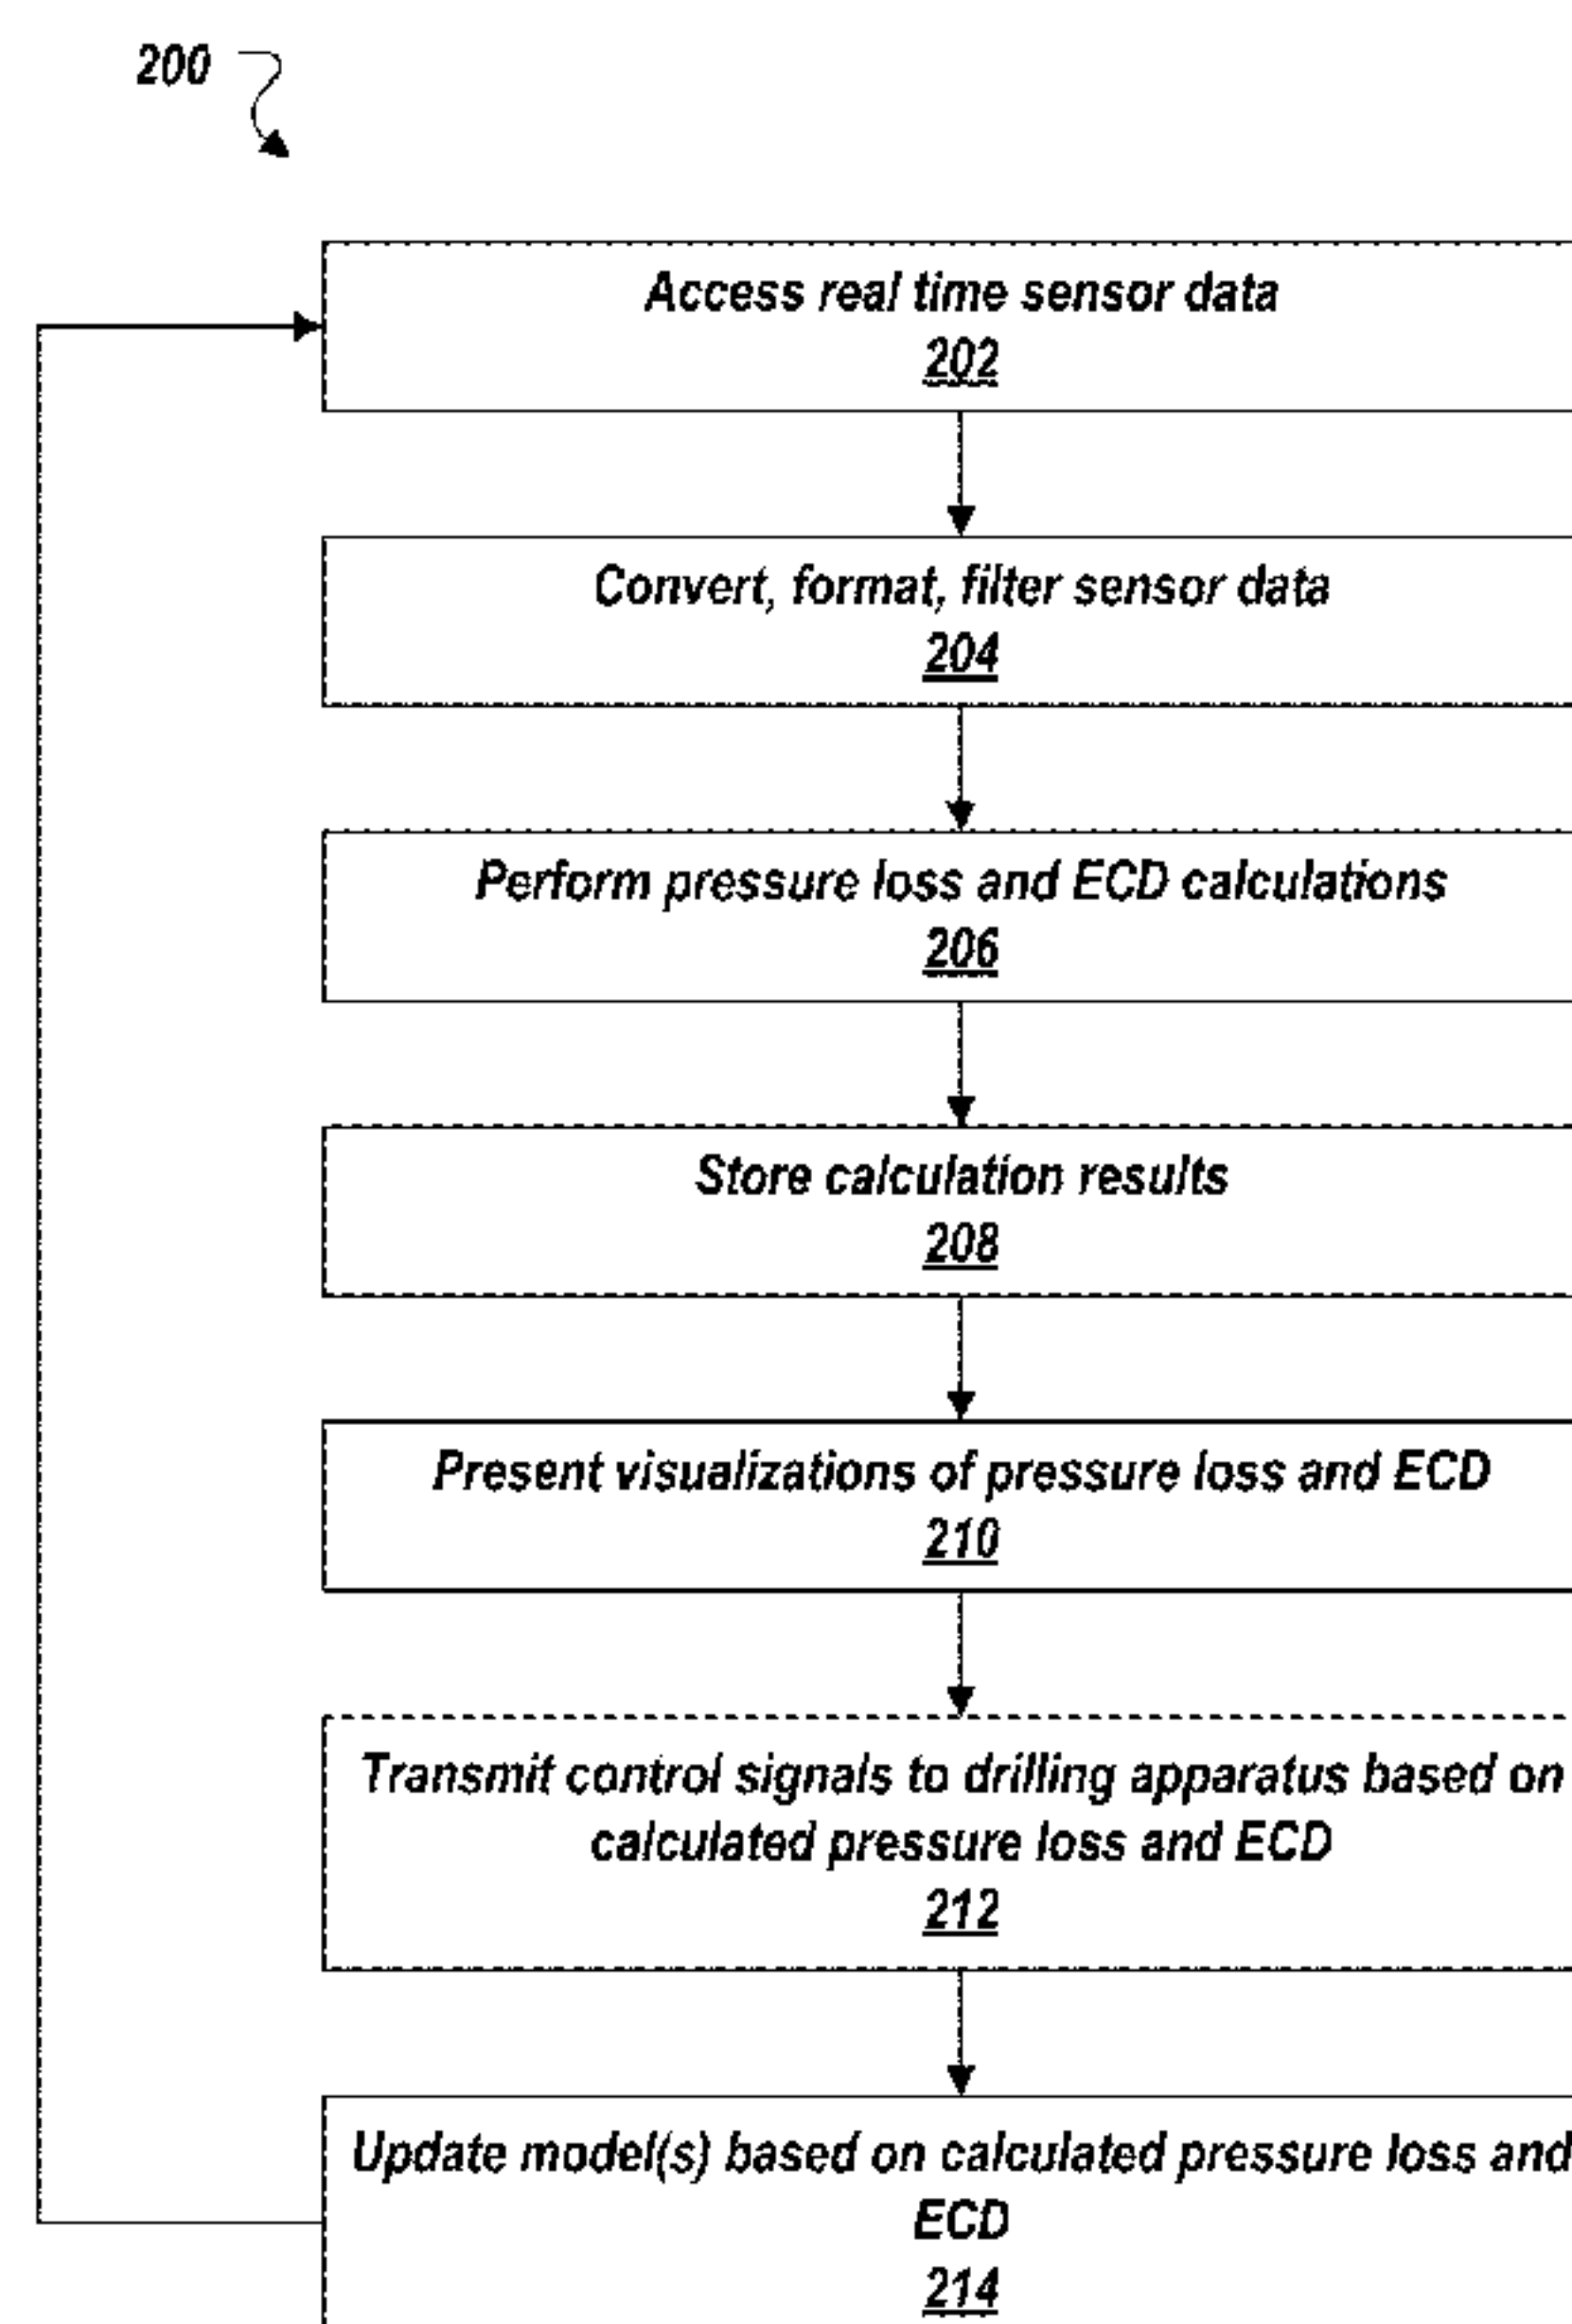 200
Access real time sensor data
202
Convert, format, filter sensor data
204
Perform pressure loss and ECD calculations
206
Store calculation results
208
Present visualizations of pressure loss and ECD
210
Transmit control signals to drilling apparatus based on
calculated pressure loss and ECD
212
Update model(s) based on calculated pressure loss and
ECD
214